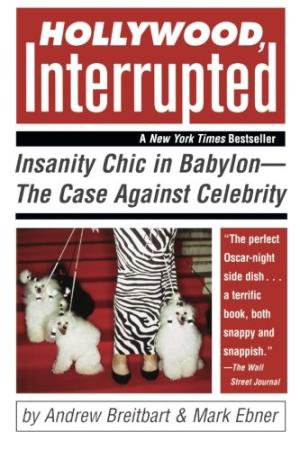 HOLLYWOOD,
Interrupted
A New York Times Bestseller
Insanity Chic in Babylon—
The Case Against Celebrity
“The perfect
Oscar-night
side dish . . .
a terrific
book, both
snappy and
snappish.”
—The Wall
Street Journal
by Andrew Breitbart & Mark Ebner